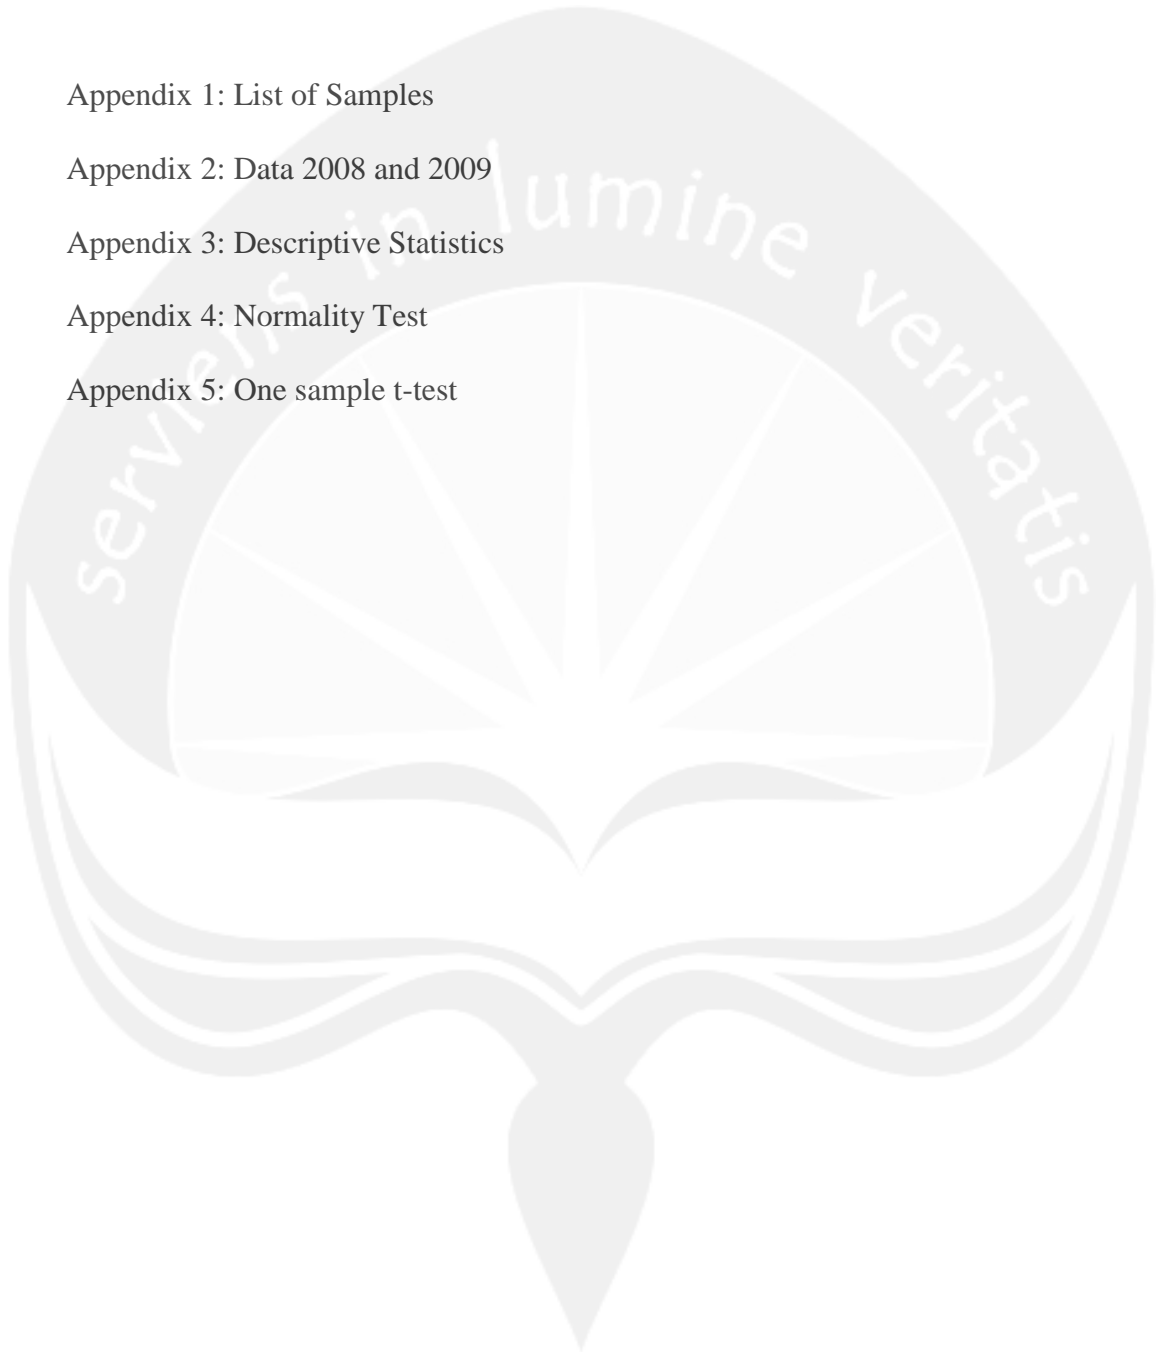 Appendix 1: List of Samples
Appendix 2: Data 2008 and 2009
Appendix 3: Descriptive Statistics
Appendix 4: Normality Test
Appendix 5: One sample t-test
serviens in lumine veritatis